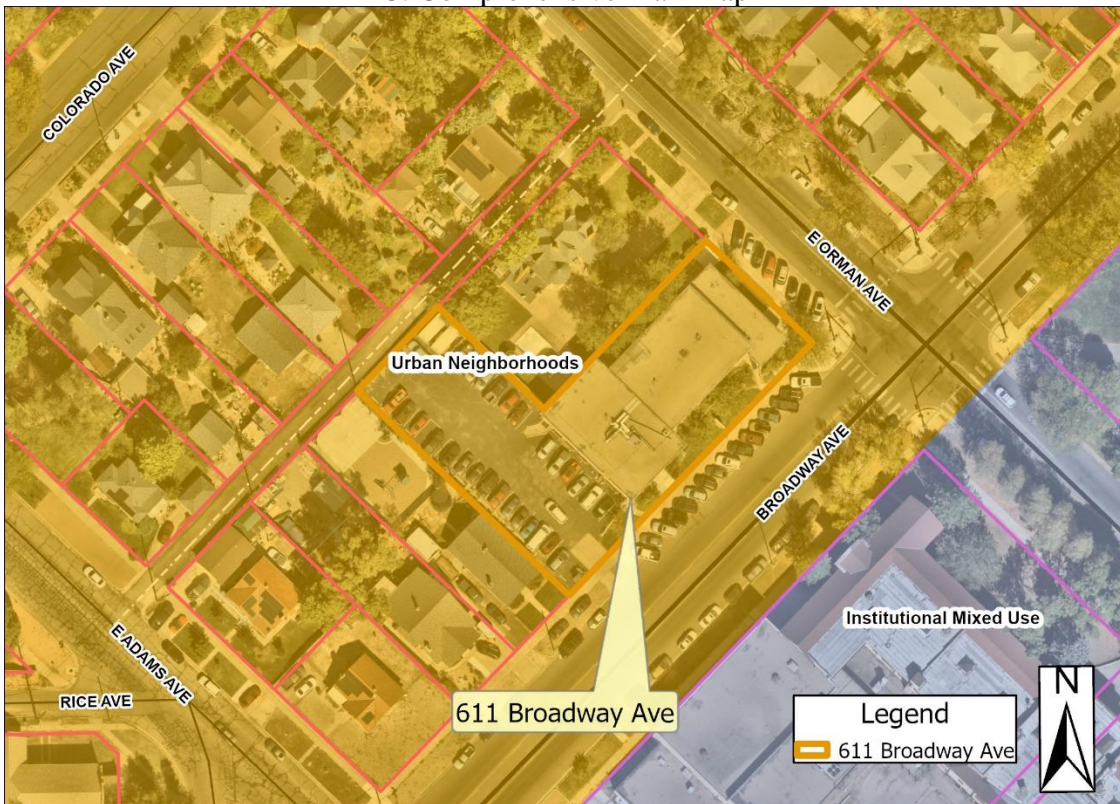 COLORADO AVE
E ORMAN AVE
Urban Neighborhoods
BROADWAY AVE
Institutional Mixed Use
E ADAMS AVE
RICE AVE
611 Broadway Ave
Legend
611 Broadway Ave
N